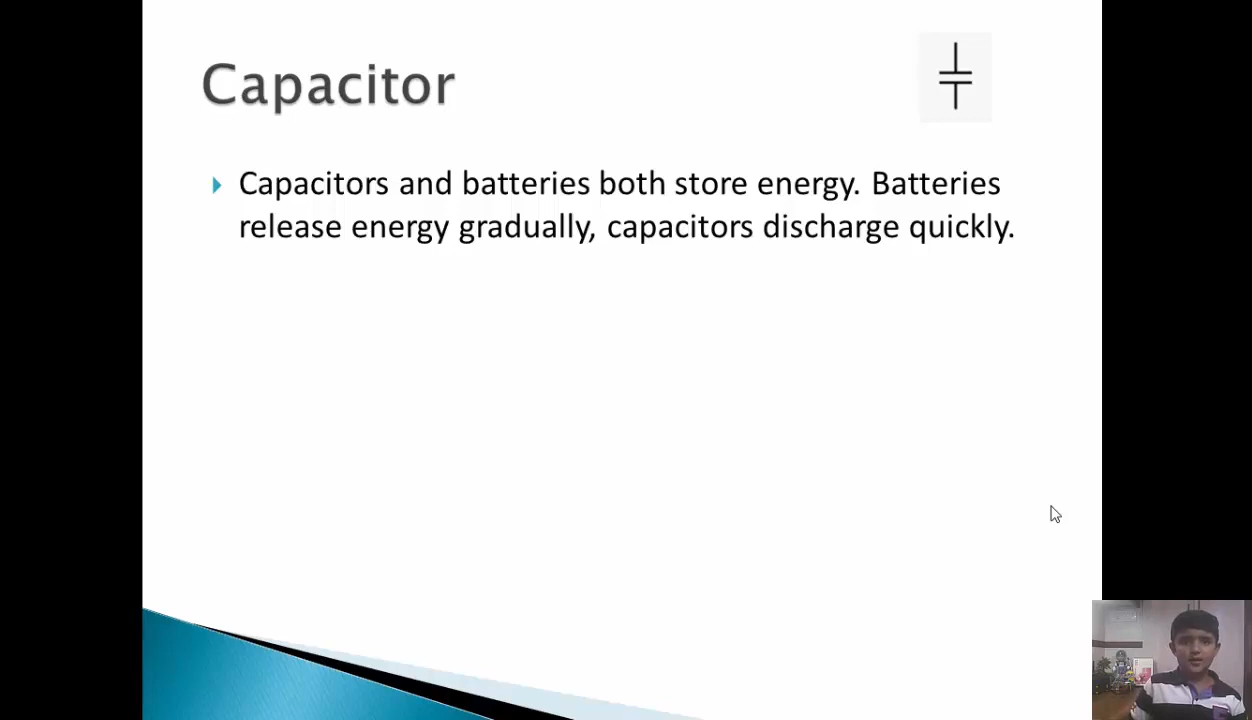 Capacitor
Capacitors and batteries both store energy. Batteries
release energy gradually, capacitors discharge quickly.